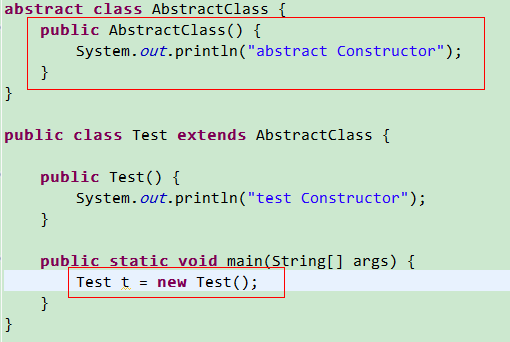 abstract class AbstractClass {
    public AbstractClass() {
        System.out.println("abstract Constructor");
    }
}

public class Test extends AbstractClass {

    public Test() {
        System.out.println("test Constructor");
    }

    public static void main(String[] args) {
        Test t = new Test();
    }
}